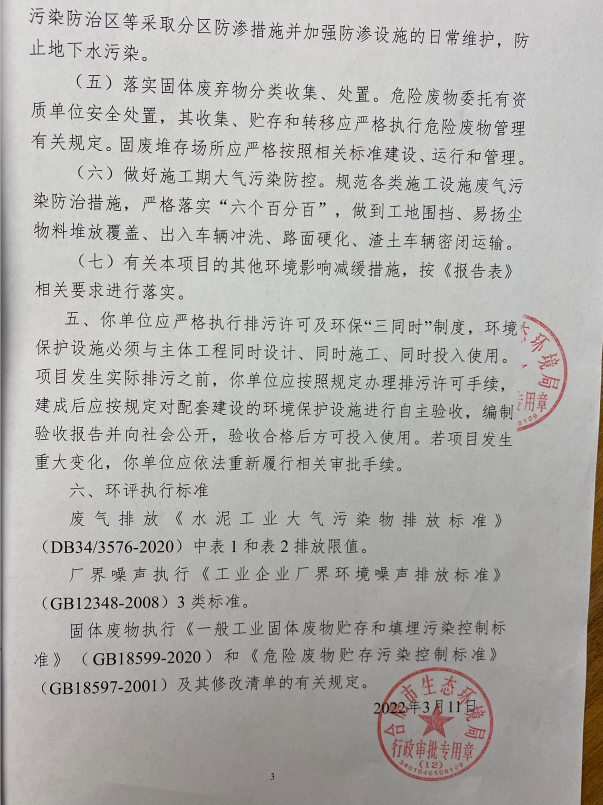 污染防治区等采取分区防渗措施并加强防渗设施的日常维护，防
止地下水污染。
（五）落实固体废弃物分类收集、处置。危险废物委托有资
质单位安全处置，其收集、贮存和转移应严格执行危险废物管理
有关规定。固废堆存场所应严格按照相关标准建设、运行和管理。
（六）做好施工期大气污染防控。规范各类施工设施废气污
染防治措施，严格落实“六个百分百”，做到工地围挡、易扬尘
物料堆放覆盖、出入车辆冲洗、路面硬化、渣土车辆密闭运输。
（七）有关本项目的其他环境影响减缓措施，按《报告表》
相关要求进行落实。
五、你单位应严格执行排污许可及环保“三同时”制度，环境
保护设施必须与主体工程同时设计、同时施工、同时投入使用。
项目发生实际排污之前，你单位应按照规定办理排污许可手续，
建成后应按规定对配套建设的环境保护设施进行自主验收，编制
验收报告并向社会公开，验收合格后方可投入使用。若项目发生
重大变化，你单位应依法重新履行相关审批手续。
态环境局
专用章
六、环评执行标准
废气排放《水泥工业大气污染物排放标准》
（DB34/3576-2020）中表1和表2排放限值。
厂界噪声执行《工业企业厂界环境噪声排放标准》
（GB12348-2008）3类标准。
固体废物执行《一般工业固体废物贮存和填埋污染控制标
准》（GB18599-2020）和《危险废物贮存污染控制标准》
（GB18597-2001）及其修改清单的有关规定。
2022年3月11日
合肥市生态环境局
行政审批专用章
(12)
3401040508109
3